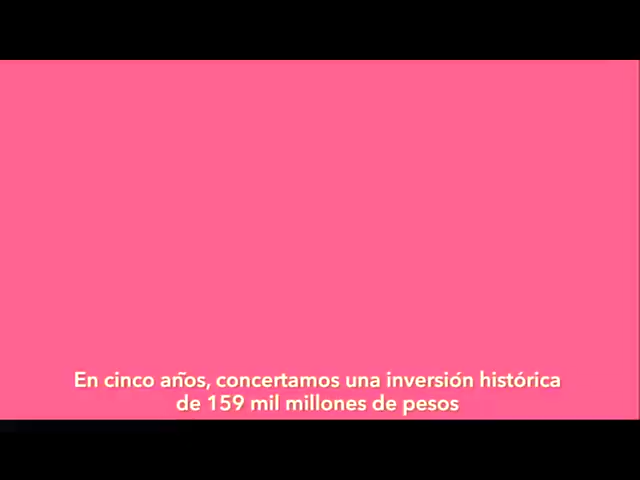 En cinco años, concertamos una inversión histórica
de 159 mil millones de pesos